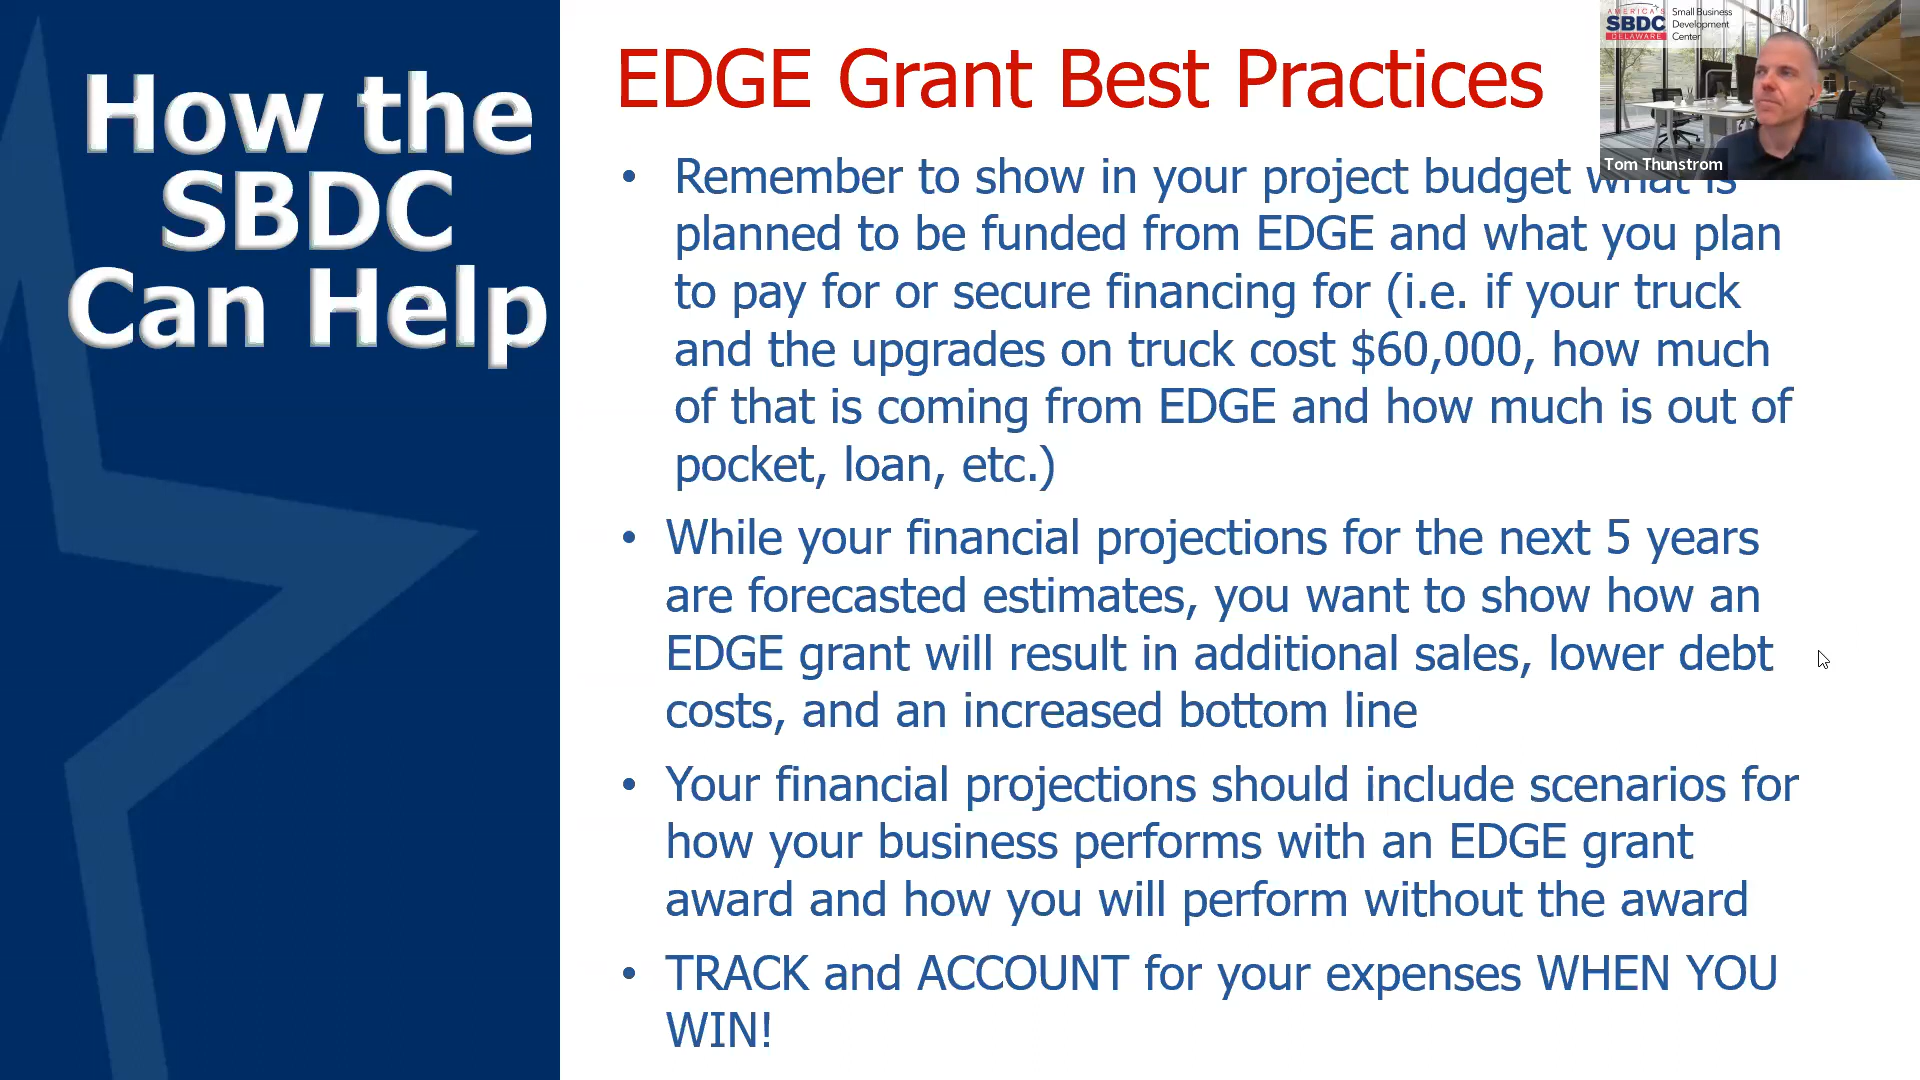 How the
SBDC
Can Help
EDGE Grant Best Practices
AMERICA'S
SBDC
DELAWARE
Small Business
Development
Center
Tom Thunstrom
• Remember to show in your project budget what is
planned to be funded from EDGE and what you plan
to pay for or secure financing for (i.e. if your truck
and the upgrades on truck cost $60,000, how much
of that is coming from EDGE and how much is out of
pocket, loan, etc.)
• While your financial projections for the next 5 years
are forecasted estimates, you want to show how an
EDGE grant will result in additional sales, lower debt
costs, and an increased bottom line
• Your financial projections should include scenarios for
how your business performs with an EDGE grant
award and how you will perform without the award
• TRACK and ACCOUNT for your expenses WHEN YOU
WIN!